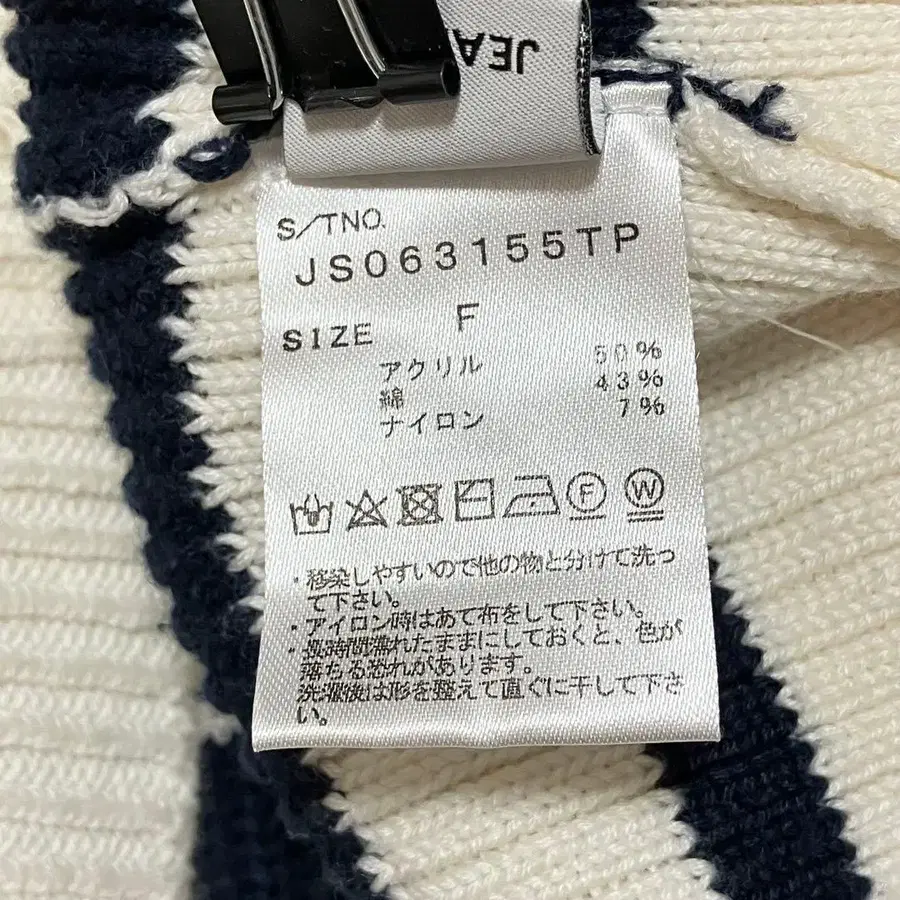 JEA
S/TNO.
JS063155TP
SIZE F
アクリル 50%
綿 43%
ナイロン 7%
F W
・移染しやすいので他の物と分けて洗っ
て下さい。
・アイロン時はあて布をして下さい。
・長時間濡れたままにしておくと、色が
落ちる恐れがあります。
洗濯後は形を整えて直ぐに干して下さ
い。